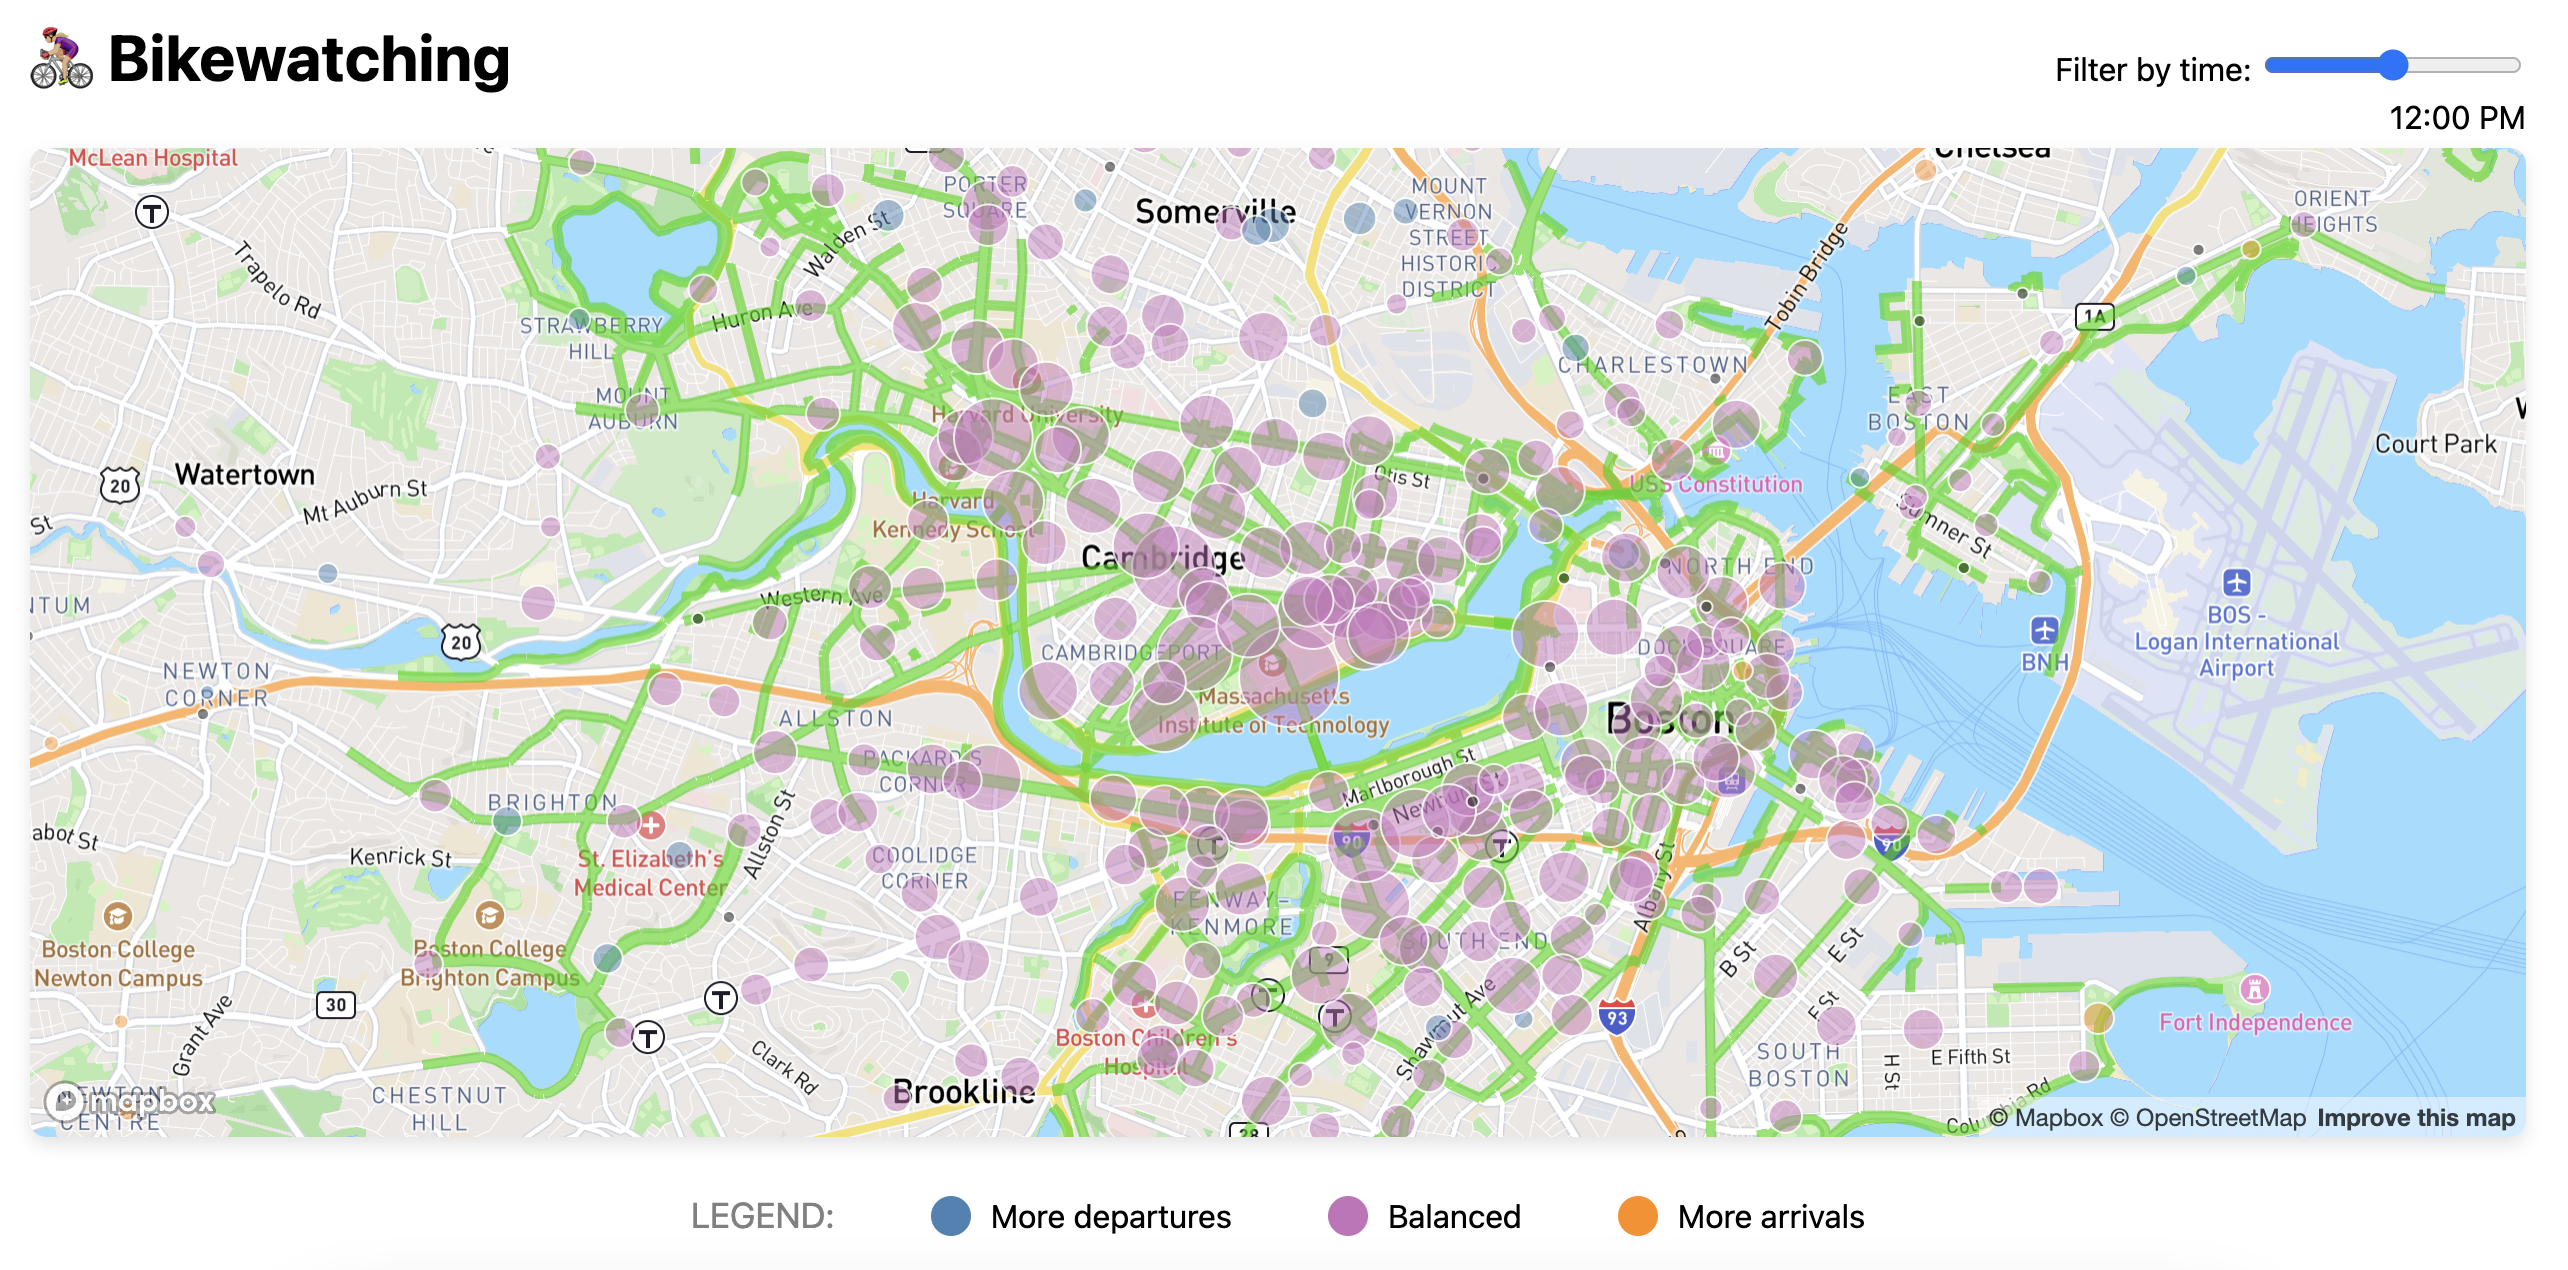 Bikewatching
Filter by time:
12:00 PM
McLean Hospital
Chelsea
PORTER
SQUARE
Somerville
MOUNT
VERNON
STREET
HISTORIC
DISTRICT
ORIENT
HEIGHTS
T
Trapelo Rd
Walden St
Tobin Bridge
Huron Ave
STRAWBERRY
HILL
1A
CHARLESTOWN
MOUNT
AUBURN
Harvard University
EAST
BOSTON
Court Park
Watertown
20
Mt Auburn St
Otis St
USS Constitution
Harvard
Kennedy School
St
Sumner St
Cambridge
NORTH END
Western Ave
BOS -
Logan International
Airport
BNH
20
CAMBRIDGEPORT
DOCK SQUARE
NEWTON
CORNER
Massachusetts
Institute of Technology
ALLSTON
Boston
PACKARD'S
CORNER
Marlborough St
Newbury St
BRIGHTON
Allston St
90
90
T
T
Kenrick St
St. Elizabeth's
Medical Center
COOLIDGE
CORNER
Albany St
FENWAY-
KENMORE
Boston College
Newton Campus
Boston College
Brighton Campus
SOUTH END
B St
E St
9
T
T
T
T
30
Grant Ave
Shawmut Ave
F St
93
Fort Independence
Boston Children's
Hospital
Clark Rd
SOUTH
BOSTON
H St
E Fifth St
Brookline
CHESTNUT
HILL
NEWTON
CENTRE
mapbox
28
Columbia Rd
© Mapbox © OpenStreetMap Improve this map
LEGEND:
More departures
Balanced
More arrivals